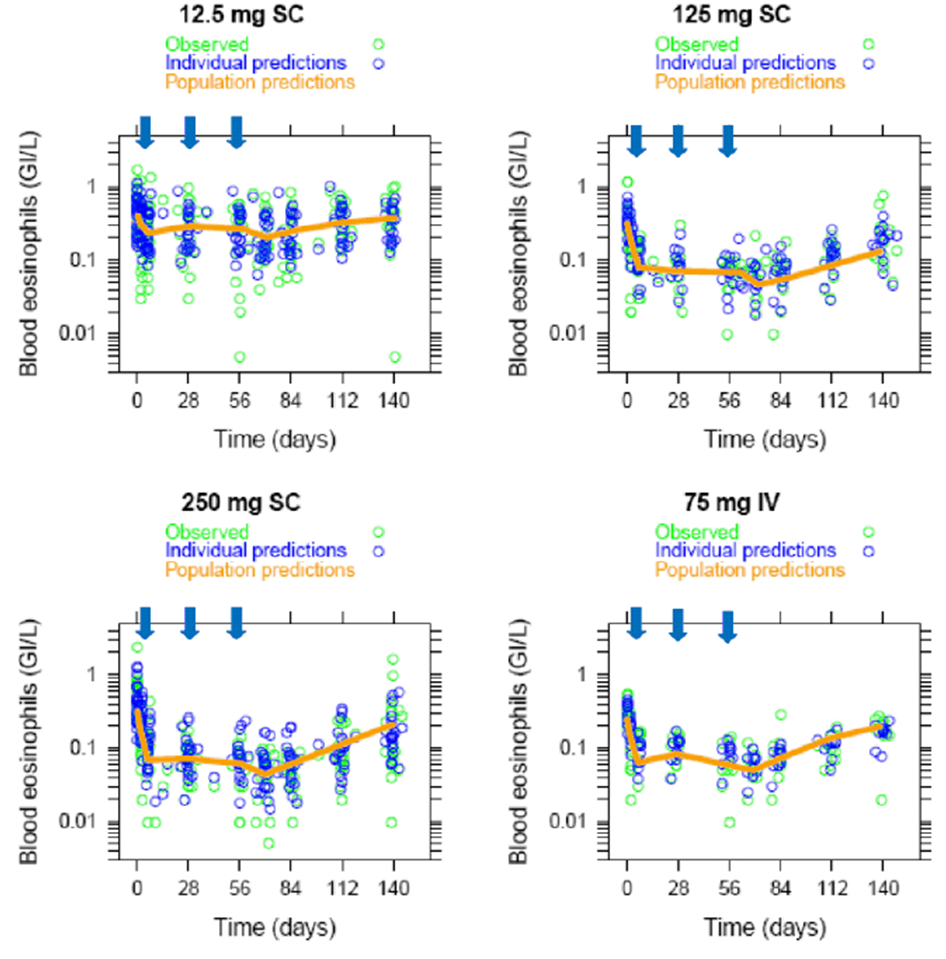 12.5 mg SC
Observed
Individual predictions
Population predictions
Blood eosinophils (GI/L)
1
0.1
0.01
0 28 56 84 112 140
Time (days)
125 mg SC
Observed
Individual predictions
Population predictions
Blood eosinophils (GI/L)
1
0.1
0.01
0 28 56 84 112 140
Time (days)
250 mg SC
Observed
Individual predictions
Population predictions
Blood eosinophils (GI/L)
1
0.1
0.01
0 28 56 84 112 140
Time (days)
75 mg IV
Observed
Individual predictions
Population predictions
Blood eosinophils (GI/L)
1
0.1
0.01
0 28 56 84 112 140
Time (days)